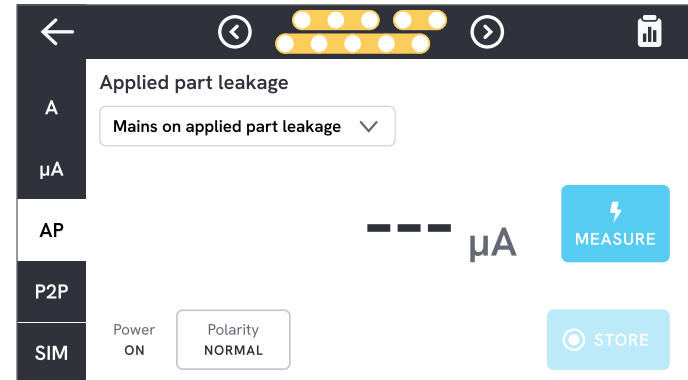 Applied part leakage
A
Mains on applied part leakage
µA
AP
--- µA
MEASURE
P2P
Power
ON
Polarity
NORMAL
STORE
SIM